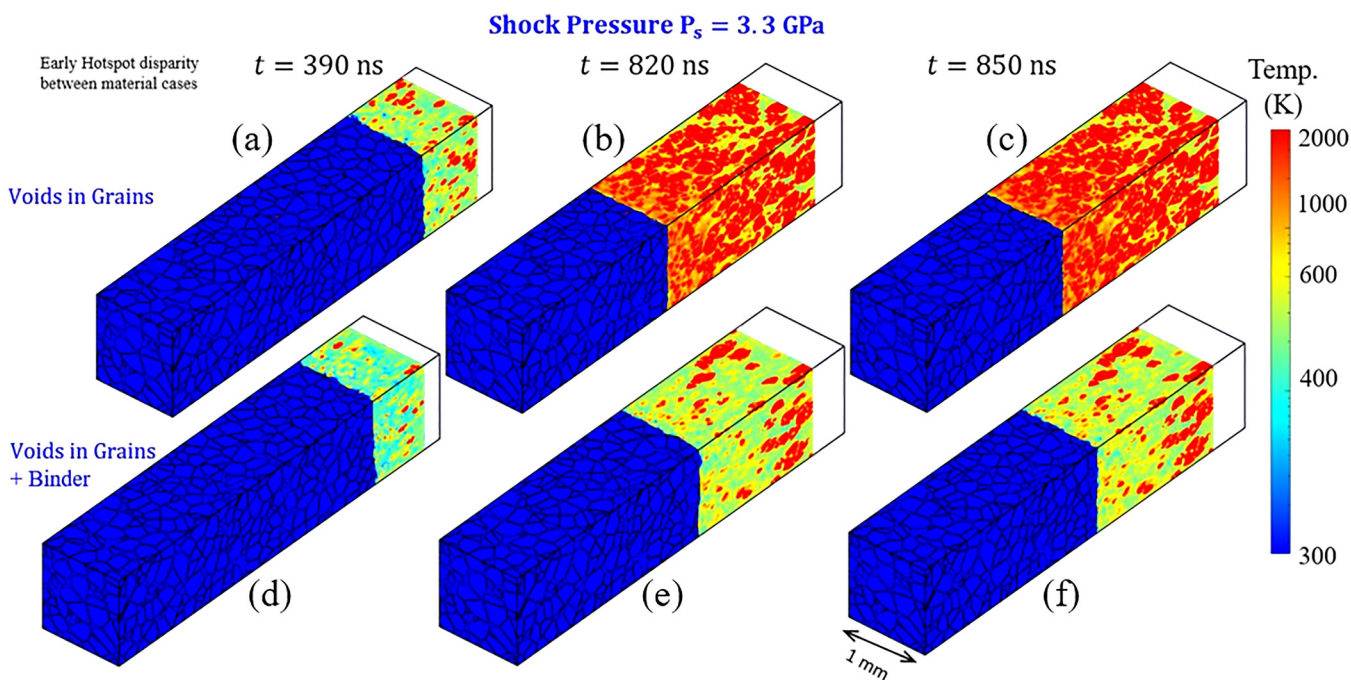 Shock Pressure Pₛ = 3.3 GPa
Early Hotspot disparity
between material cases
t = 390 ns
t = 820 ns
t = 850 ns
Temp.
(K)
(a)
(b)
(c)
Voids in Grains
2000
1000
600
400
300
Voids in Grains
+ Binder
(d)
(e)
(f)
1 mm